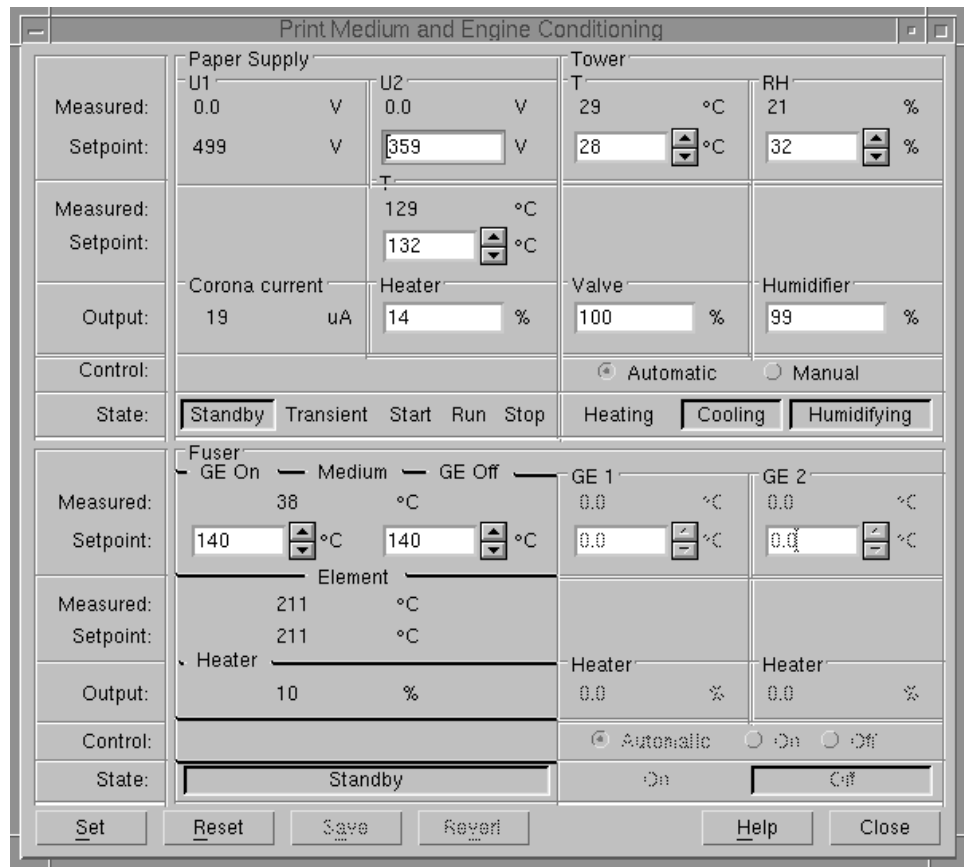 Print Medium and Engine Conditioning
Paper Supply Tower
U1 U2 T RH
Measured: 0.0 V 0.0 V 29 °C 21 %
Setpoint: 499 V 359 V 28 °C 32 %
T
Measured: 129 °C
Setpoint: 132 °C
Corona current Heater Valve Humidifier
Output: 19 uA 14 % 100 % 99 %
Control: Automatic Manual
State: Standby Transient Start Run Stop Heating Cooling Humidifying
Fuser
GE On Medium GE Off GE 1 GE 2
Measured: 38 °C 0.0 °C 0.0 °C
Setpoint: 140 °C 140 °C 0.0 °C 0.0 °C
Element
Measured: 211 °C
Setpoint: 211 °C
Heater Heater Heater
Output: 10 % 0.0 % 0.0 %
Control: Automatic On Off
State: Standby On Off
Set Reset Save Revert Help Close